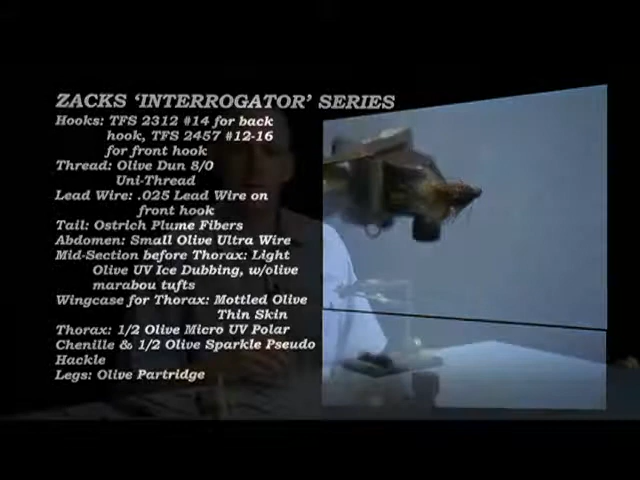 ZACKS 'INTERROGATOR' SERIES
Hooks: TFS 2312 #14 for back
hook, TFS 2457 #12-16
for front hook
Thread: Olive Dun 8/0
Uni-Thread
Lead Wire: .025 Lead Wire on
front hook
Tail: Ostrich Plume Fibers
Abdomen: Small Olive Ultra Wire
Mid-Section before Thorax: Light
Olive UV Ice Dubbing, w/olive
marabou tufts
Wingcase for Thorax: Mottled Olive
Thin Skin
Thorax: 1/2 Olive Micro UV Polar
Chenille & 1/2 Olive Sparkle Pseudo
Hackle
Legs: Olive Partridge